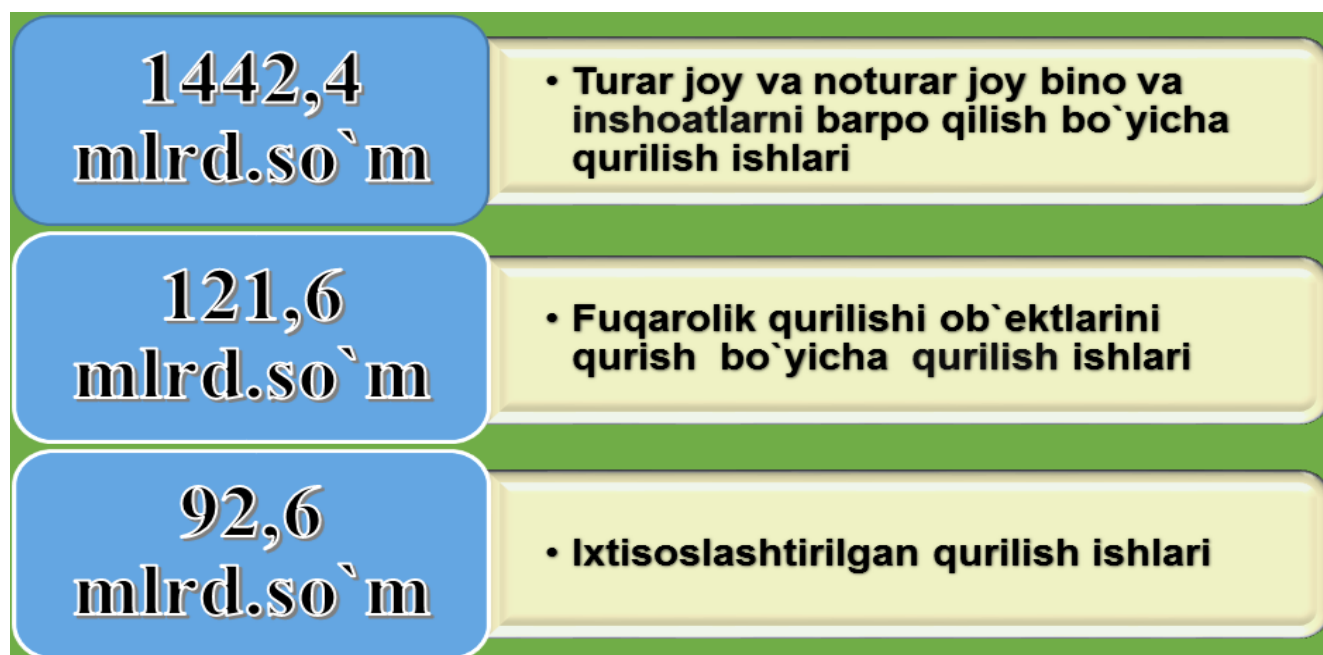 1442,4
mlrd.so`m
• Turar joy va noturar joy bino va
inshoatlarni barpo qilish bo`yicha
qurilish ishlari
121,6
mlrd.so`m
• Fuqarolik qurilishi ob`ektlarini
qurish bo`yicha qurilish ishlari
92,6
mlrd.so`m
• Ixtisoslashtirilgan qurilish ishlari